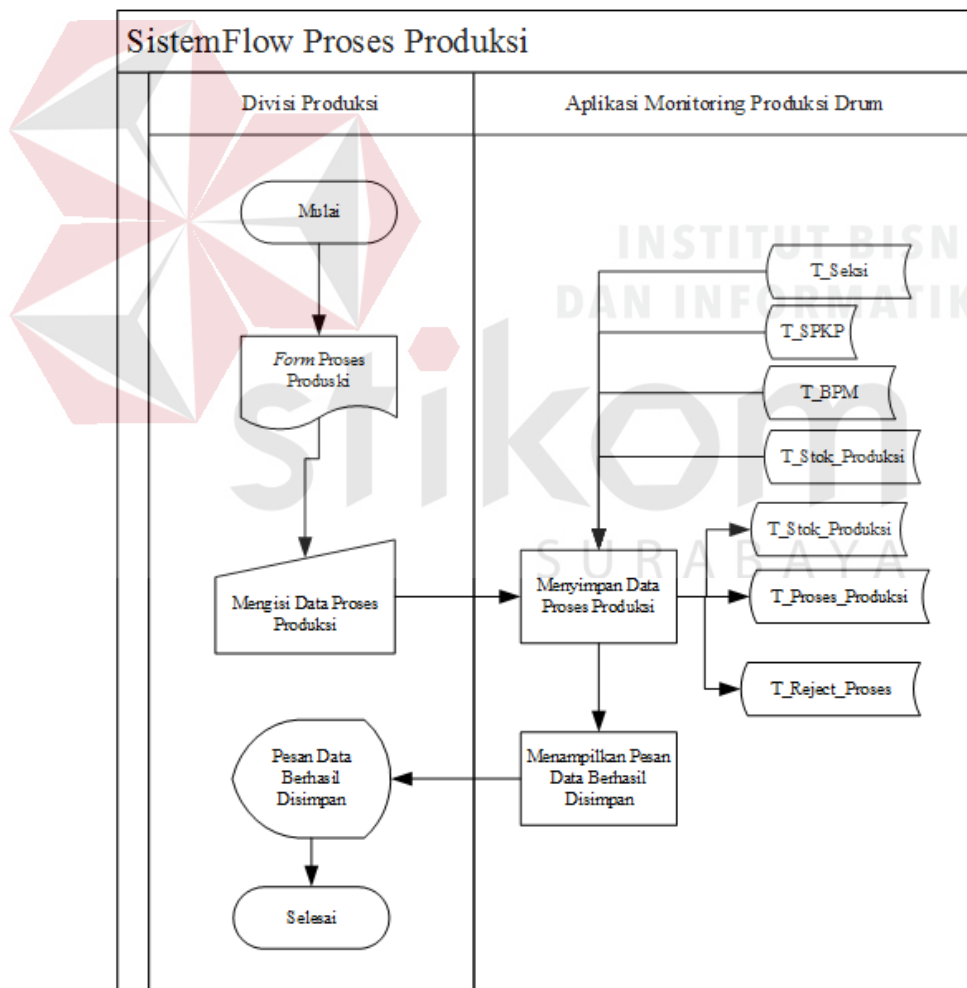 SistemFlow Proses Produksi
Divisi Produksi
Aplikasi Monitoring Produksi Drum
Mulai
INSTITUT BISN
DAN INFORMATIK
stikom
SURABAYA
T_Seksi
T_SPKP
T_BPM
T_Stok_Produksi
Form Proses
Produski
T_Stok_Produksi
T_Proses_Produksi
T_Reject_Proses
Mengisi Data Proses
Produksi
Menyimpan Data
Proses Produksi
Menampilkan Pesan
Data Berhasil
Disimpan
Pesan Data
Berhasil
Disimpan
Selesai